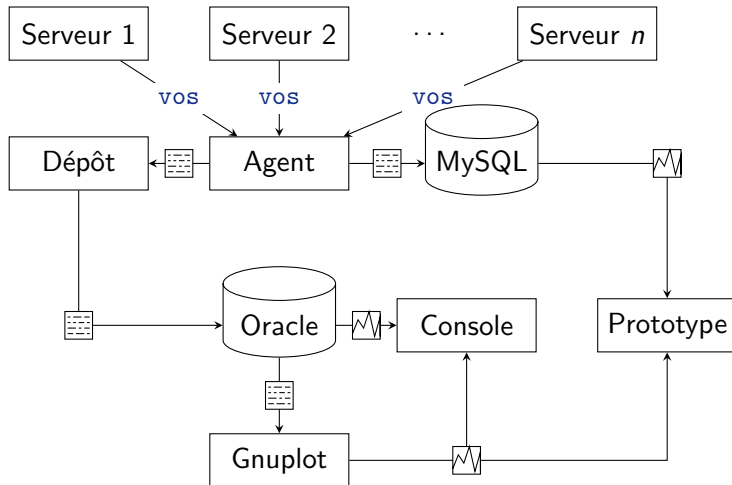 Serveur 1 Serveur 2 ... Serveur n
vos vos vos
Dépôt Agent MySQL
Oracle Console Prototype
Gnuplot